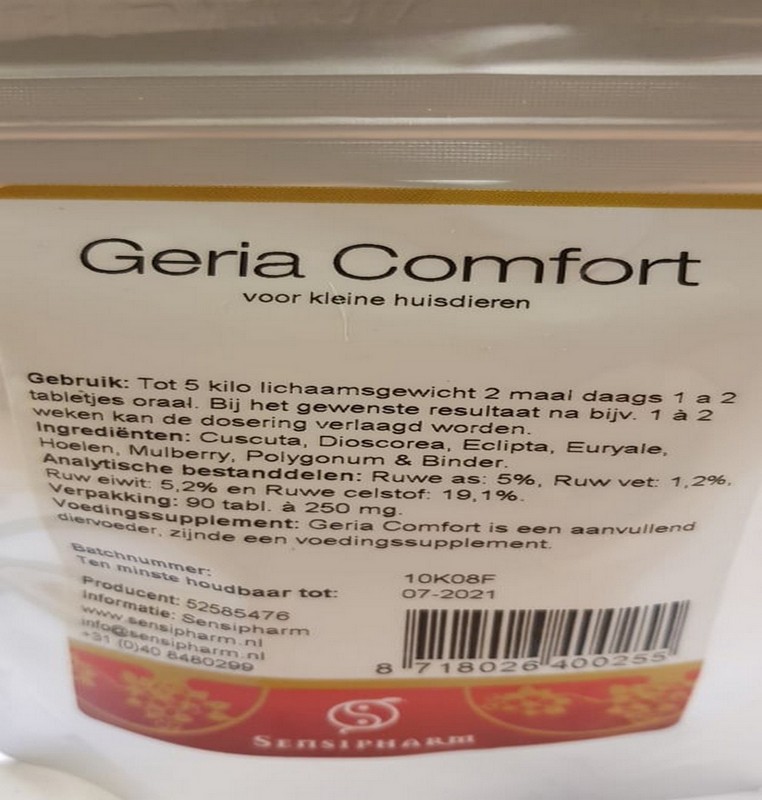 Geria Comfort
voor kleine huisdieren
Gebruik: Tot 5 kilo lichaamsgewicht 2 maal daags 1 a 2
tabletjes oraal. Bij het gewenste resultaat na bijv. 1 à 2
weken kan de dosering verlaagd worden.
Ingrediënten: Cuscuta, Dioscorea, Eclipta, Euryale,
Hoelen, Mulberry, Polygonum & Binder.
Analytische bestanddelen: Ruwe as: 5%, Ruw vet: 1,2%,
Ruw eiwit: 5,2% en Ruwe celstof: 19,1%.
Verpakking: 90 tabl. à 250 mg.
Voedingssupplement: Geria Comfort is een aanvullend
diervoeder, zijnde een voedingssupplement.
Batchnummer: 10K08F
Ten minste houdbaar tot: 07-2021
Producent: 52585476
Informatie: Sensipharm
www.sensipharm.nl
info@sensipharm.nl
+31 (0)40 8480299
8 718026 400255
SENSIPHARM